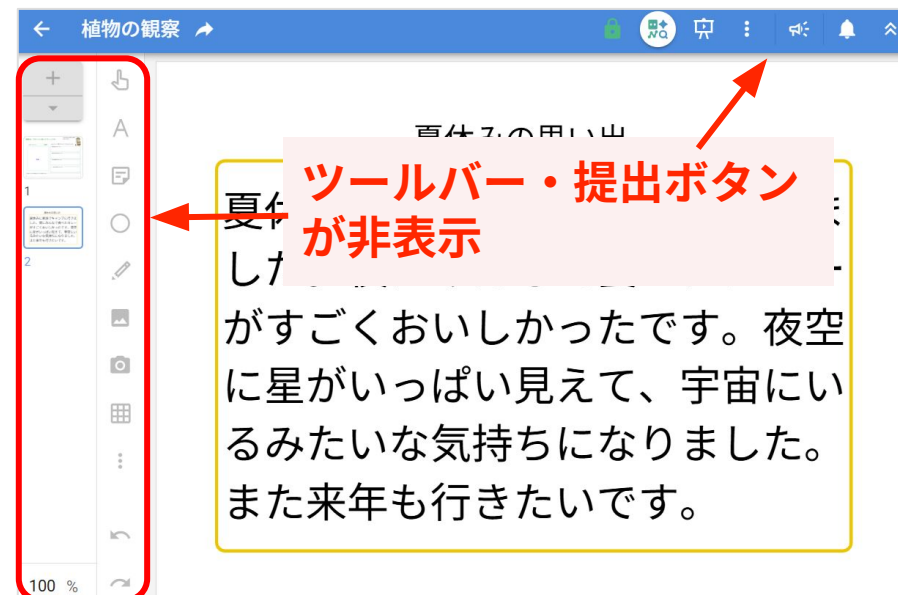 植物の観察
夏休みの思い出
ツールバー・提出ボタン
が非表示
夏休
した
がすごくおいしかったです。夜空
に星がいっぱい見えて、宇宙にい
るみたいな気持ちになりました。
また来年も行きたいです。
A
1
2
100 %